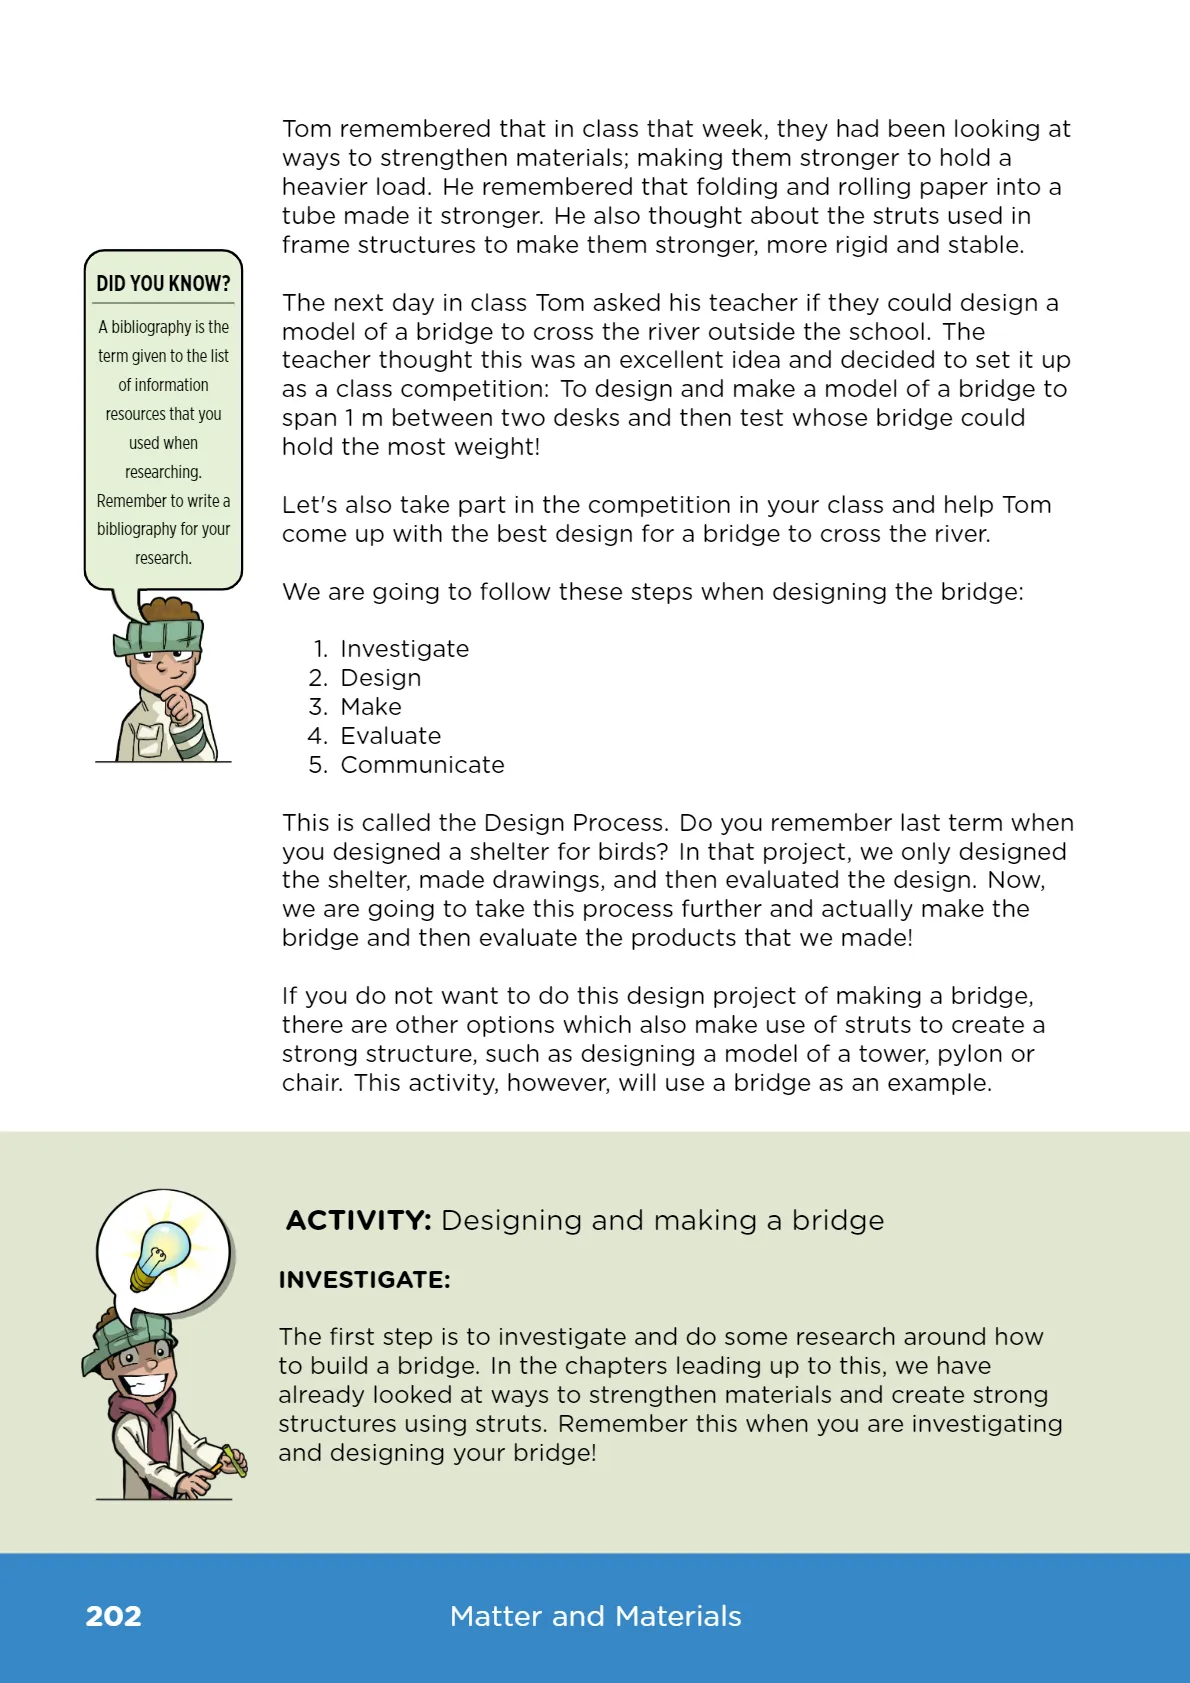 Tom remembered that in class that week, they had been looking at
ways to strengthen materials; making them stronger to hold a
heavier load. He remembered that folding and rolling paper into a
tube made it stronger. He also thought about the struts used in
frame structures to make them stronger, more rigid and stable.
DID YOU KNOW?
A bibliography is the
term given to the list
of information
resources that you
used when
researching.
Remember to write a
bibliography for your
research.
The next day in class Tom asked his teacher if they could design a
model of a bridge to cross the river outside the school. The
teacher thought this was an excellent idea and decided to set it up
as a class competition: To design and make a model of a bridge to
span 1 m between two desks and then test whose bridge could
hold the most weight!
Let's also take part in the competition in your class and help Tom
come up with the best design for a bridge to cross the river.
We are going to follow these steps when designing the bridge:
1. Investigate
2. Design
3. Make
4. Evaluate
5. Communicate
This is called the Design Process. Do you remember last term when
you designed a shelter for birds? In that project, we only designed
the shelter, made drawings, and then evaluated the design. Now,
we are going to take this process further and actually make the
bridge and then evaluate the products that we made!
If you do not want to do this design project of making a bridge,
there are other options which also make use of struts to create a
strong structure, such as designing a model of a tower, pylon or
chair. This activity, however, will use a bridge as an example.
ACTIVITY: Designing and making a bridge
INVESTIGATE:
The first step is to investigate and do some research around how
to build a bridge. In the chapters leading up to this, we have
already looked at ways to strengthen materials and create strong
structures using struts. Remember this when you are investigating
and designing your bridge!
202
Matter and Materials